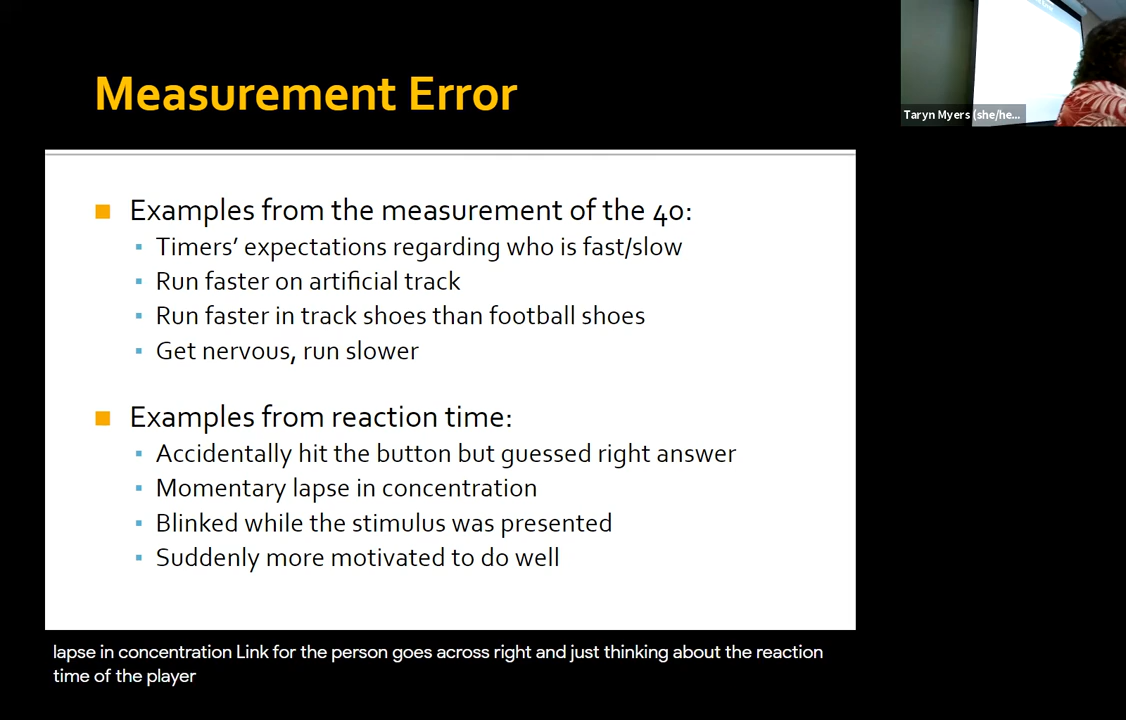 Measurement Error
Taryn Myers (she/he...
Examples from the measurement of the 40:
Timers' expectations regarding who is fast/slow
Run faster on artificial track
Run faster in track shoes than football shoes
Get nervous, run slower
Examples from reaction time:
Accidentally hit the button but guessed right answer
Momentary lapse in concentration
Blinked while the stimulus was presented
Suddenly more motivated to do well
lapse in concentration Link for the person goes across right and just thinking about the reaction
time of the player